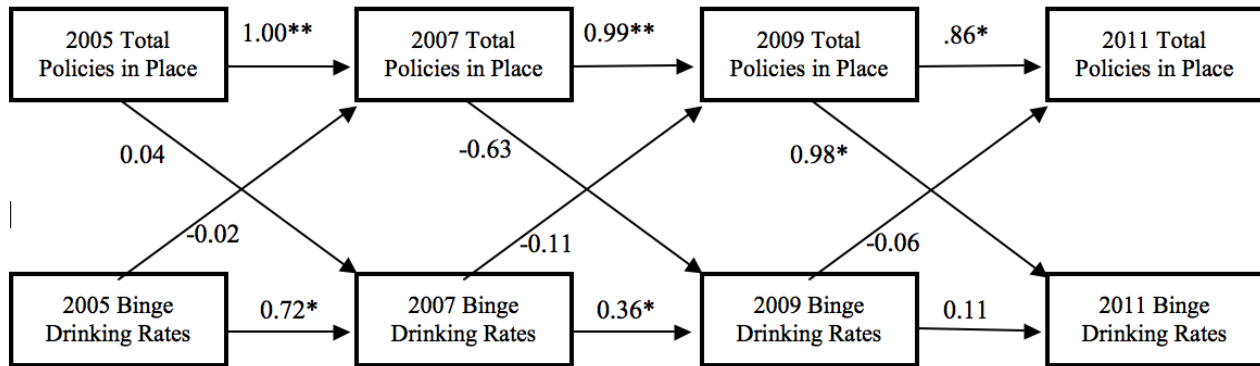 2005 Total
Policies in Place
1.00**
2007 Total
Policies in Place
0.99**
2009 Total
Policies in Place
.86*
2011 Total
Policies in Place
0.04
-0.63
0.98*
-0.02
-0.11
-0.06
2005 Binge
Drinking Rates
0.72*
2007 Binge
Drinking Rates
0.36*
2009 Binge
Drinking Rates
0.11
2011 Binge
Drinking Rates